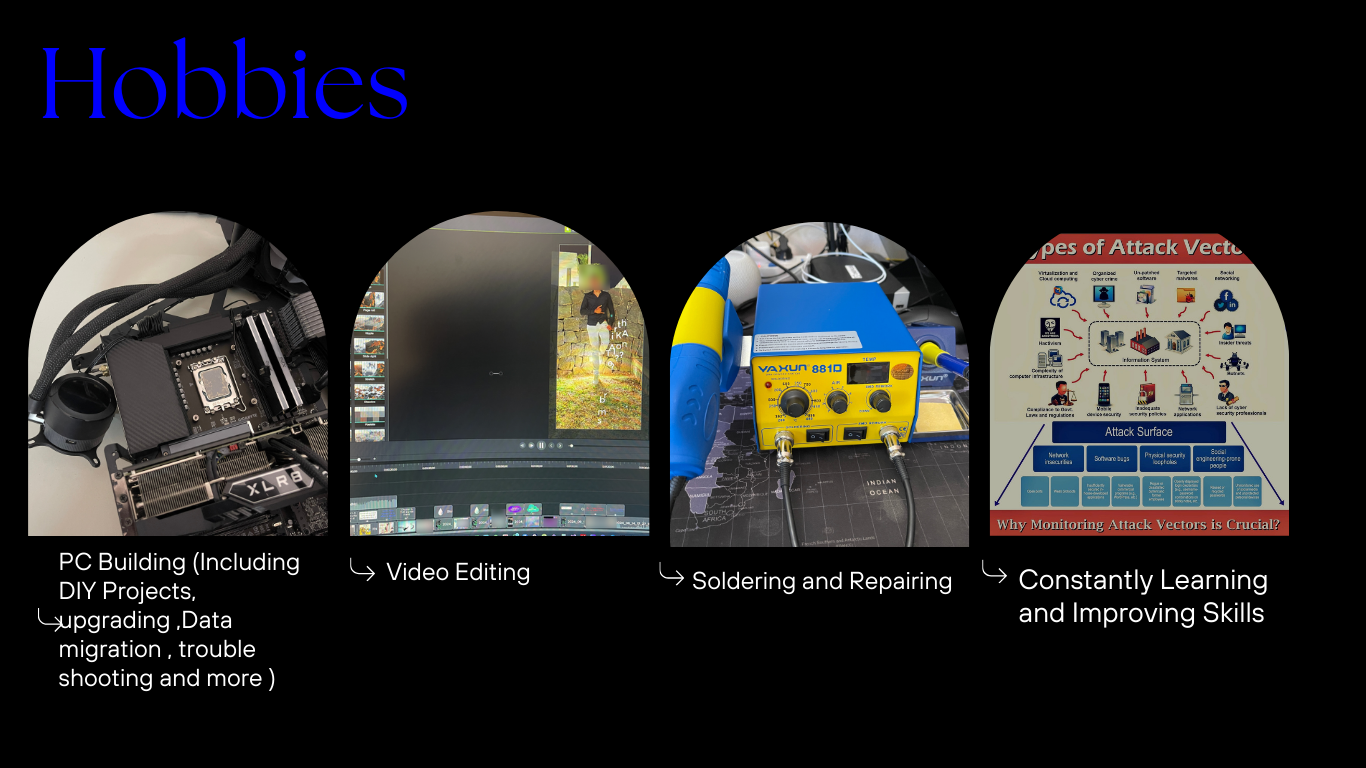 Hobbies
XLR8
YAXUN 881D
TEMP
INDIAN
OCEAN
SOUTH
AFRICA
ypes of Attack Vecto
Virtualization and
Cloud computing
Organized
cyber crime
Un-patched
software
Targeted
malwares
Social
networking
Hactivism
Information System
Insider threats
Complexity of
computer infrastructure
Botnets
Compliance to Govt.
Laws and regulations
Mobile
device security
Inadequate
security policies
Network
applications
Lack of cyber
security professionals
Attack Surface
Network
insecurities
Software bugs
Physical security
loopholes
Social
engineering-prone
people
Why Monitoring Attack Vectors is Crucial?
PC Building (Including
DIY Projects,
upgrading ,Data
migration , trouble
shooting and more )
Video Editing
Soldering and Repairing
Constantly Learning
and Improving Skills